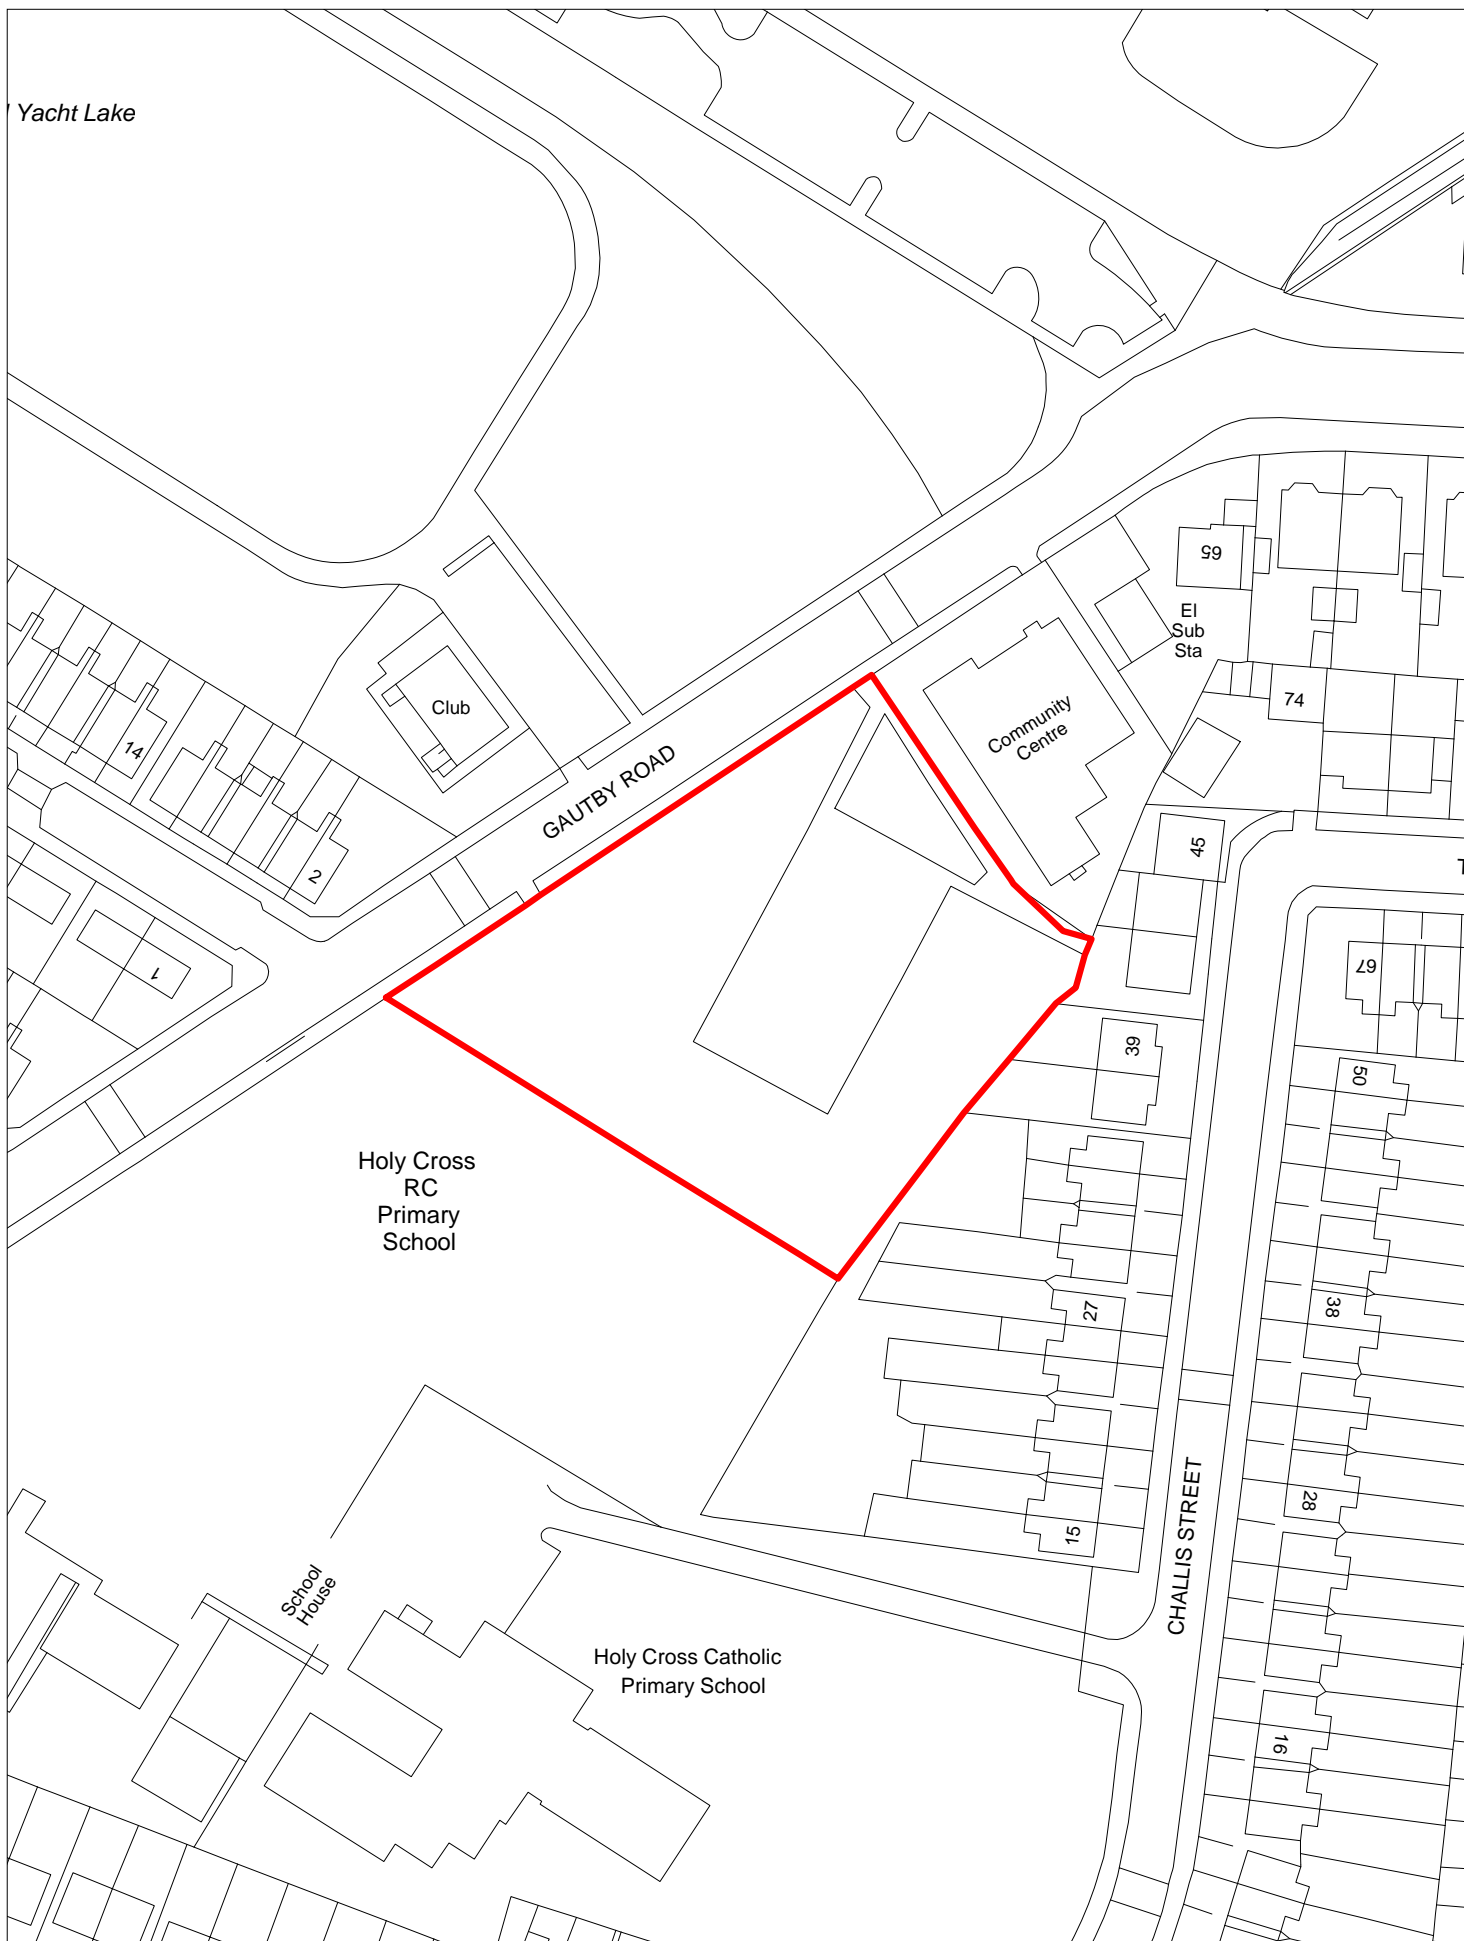 Yacht Lake
65
El
Sub
Sta
74
Club
Community
Centre
14
GAUTBY ROAD
45
T
2
67
1
39
50
Holy Cross
RC
Primary
School
27
38
CHALLIS STREET
28
15
School
House
Holy Cross Catholic
Primary School
16